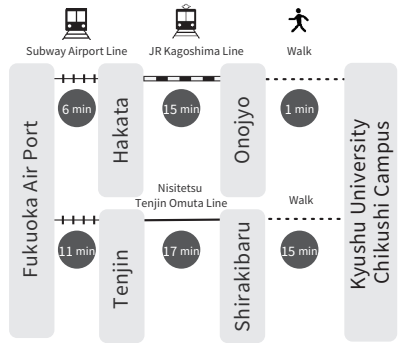 Subway Airport Line
JR Kagoshima Line
Walk
Fukuoka Air Port
6 min
Hakata
15 min
Onojyo
1 min
Kyushu University
Chikushi Campus
Nisitetsu
Tenjin Omuta Line
Walk
11 min
Tenjin
17 min
Shirakibaru
15 min